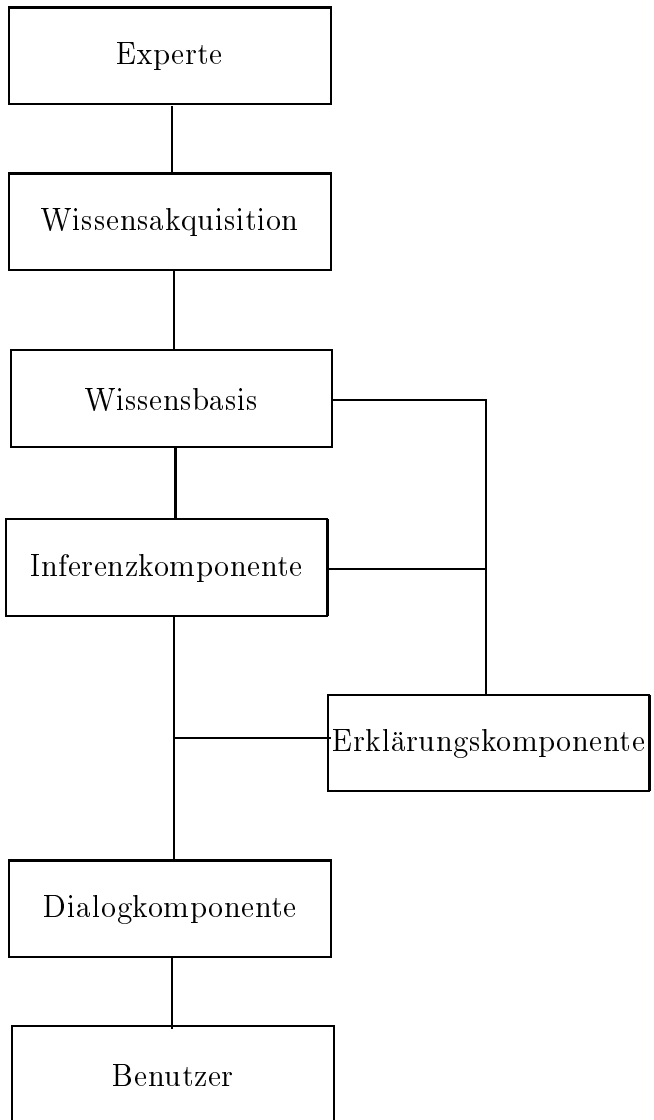 Experte
Wissensakquisition
Wissensbasis
Inferenzkomponente
Erklärungskomponente
Dialogkomponente
Benutzer